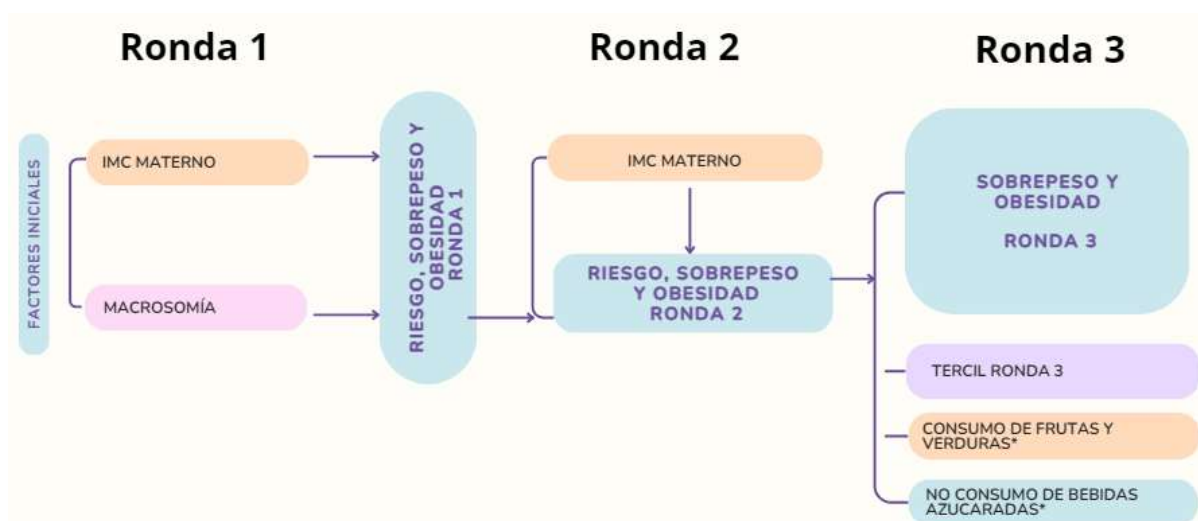 Ronda 1
Ronda 2
Ronda 3
FACTORES INICIALES
IMC MATERNO
MACROSOMÍA
RIESGO, SOBREPESO Y
OBESIDAD
RONDA 1
IMC MATERNO
RIESGO, SOBREPESO
Y OBESIDAD
RONDA 2
SOBREPESO Y
OBESIDAD
RONDA 3
TERCIL RONDA 3
CONSUMO DE FRUTAS Y
VERDURAS*
NO CONSUMO DE BEBIDAS
AZUCARADAS*